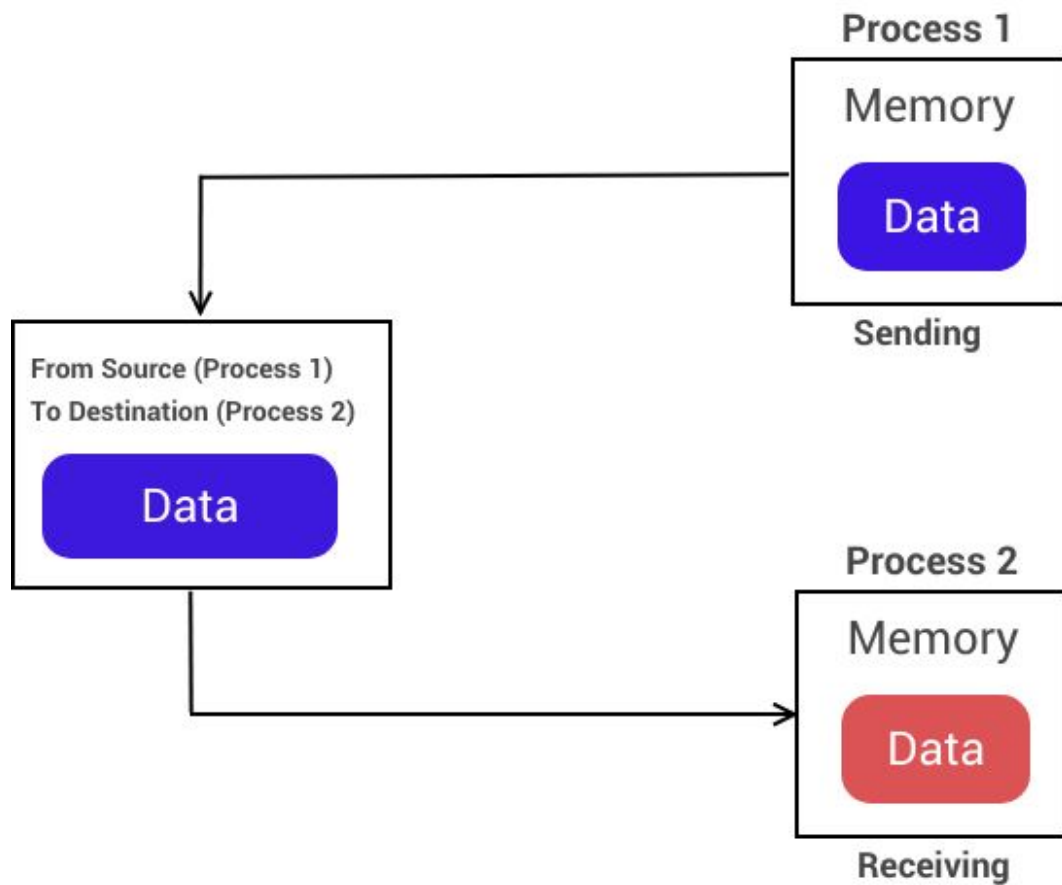 Process 1
Memory
Data
Sending
From Source (Process 1)
To Destination (Process 2)
Data
Process 2
Memory
Data
Receiving